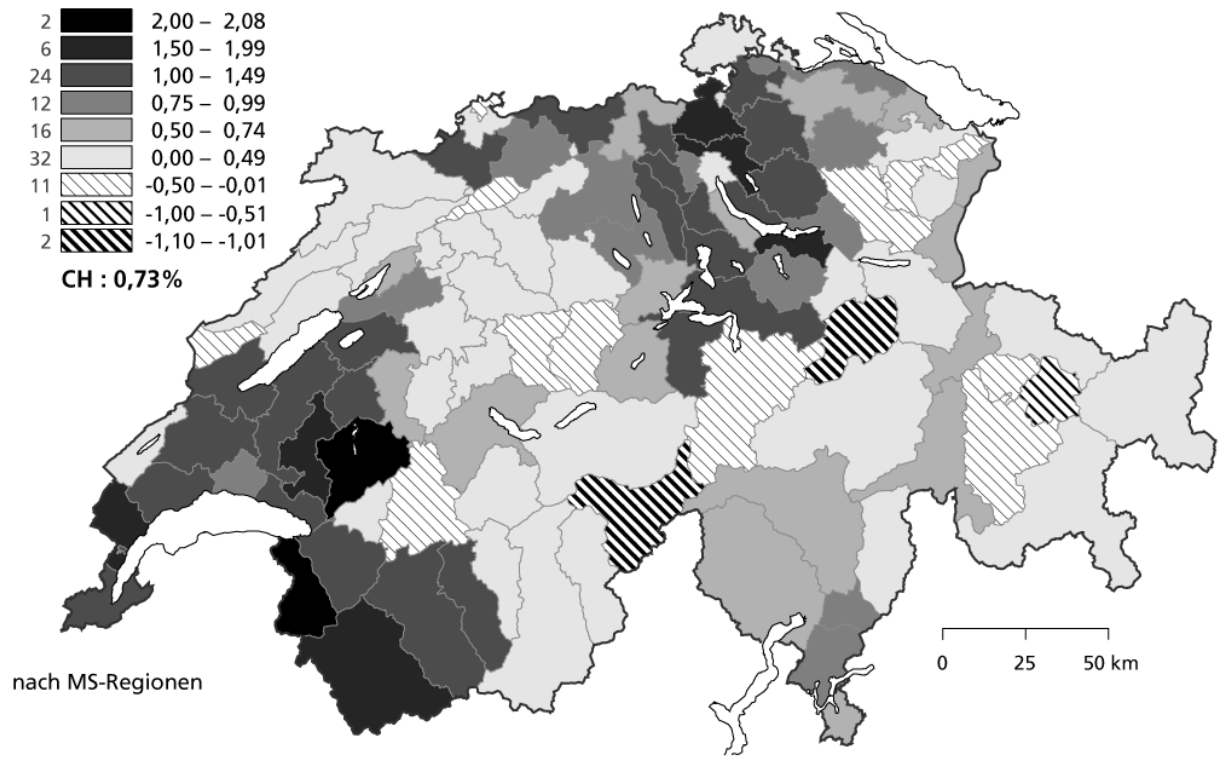 2 2,00 – 2,08
6 1,50 – 1,99
24 1,00 – 1,49
12 0,75 – 0,99
16 0,50 – 0,74
32 0,00 – 0,49
11 -0,50 – -0,01
1 -1,00 – -0,51
2 -1,10 – -1,01
CH : 0,73%
0 25 50 km
nach MS-Regionen